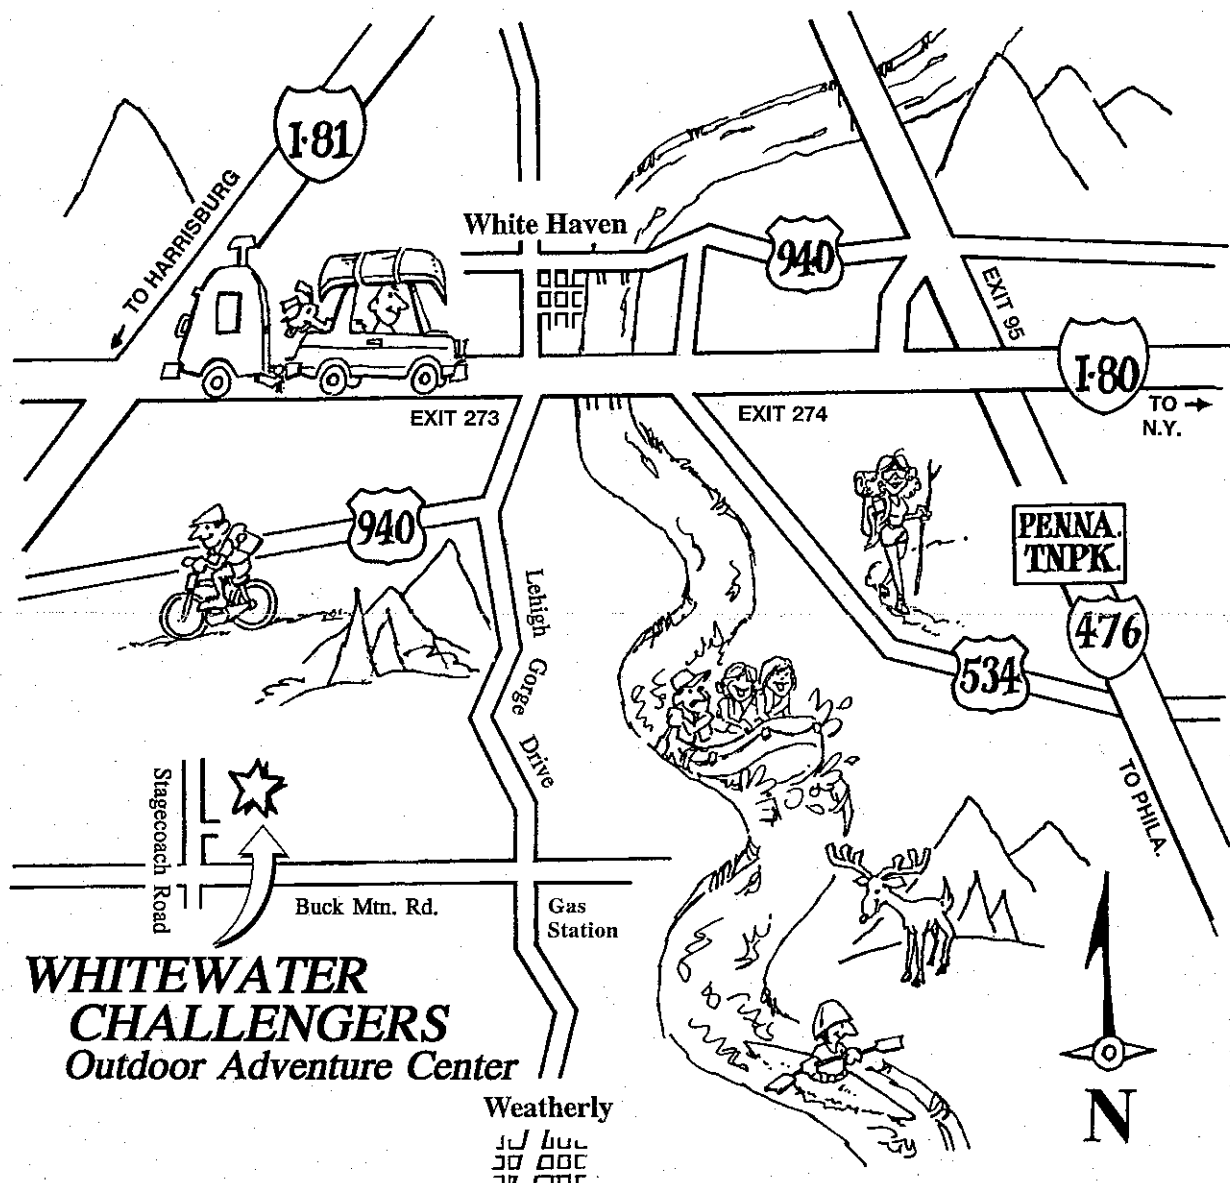 I·81
TO HARRISBURG
White Haven
940
EXIT 95
I·80
TO
N.Y.
EXIT 273
EXIT 274
940
PENNA.
TNPK.
476
534
Lehigh Gorge Drive
TO PHILA.
Stagecoach Road
Buck Mtn. Rd.
Gas
Station
WHITEWATER
CHALLENGERS
Outdoor Adventure Center
Weatherly
N